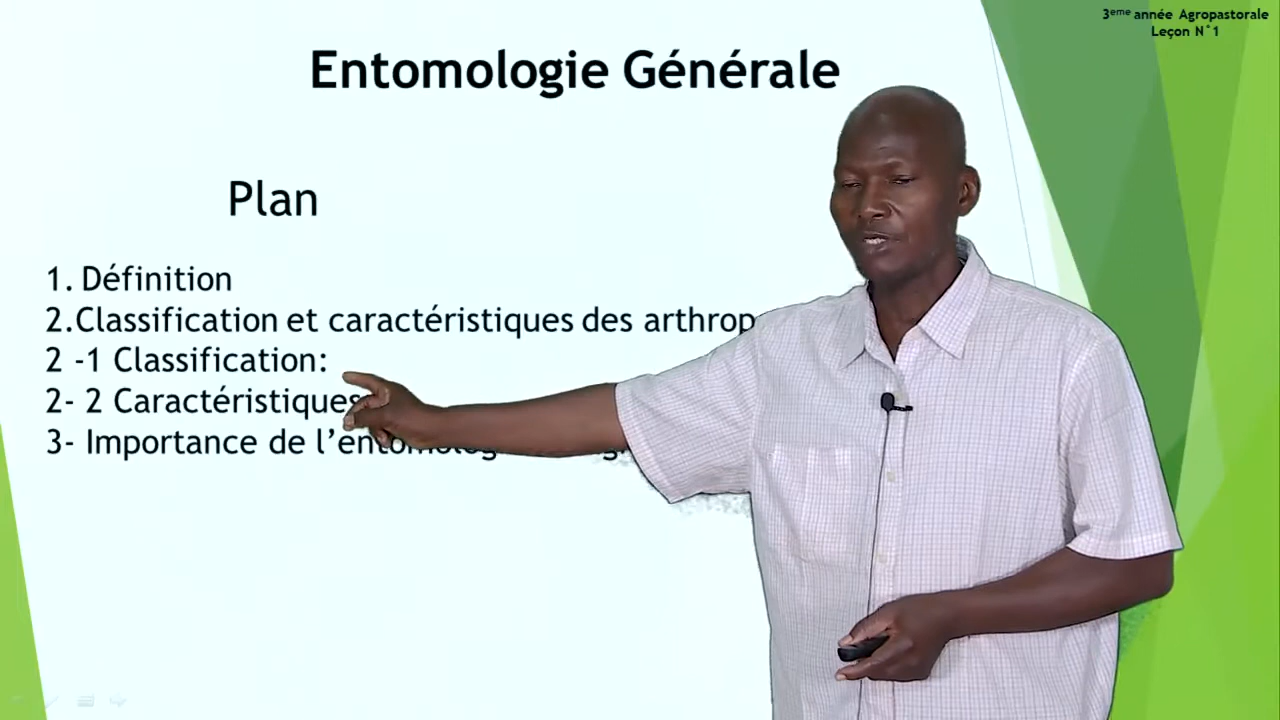 3eme année Agropastorale
Leçon N°1
Entomologie Générale
Plan
1. Définition
2.Classification et caractéristiques des arthrop
2 -1 Classification:
2- 2 Caractéristiques
3- Importance de l’entomolog